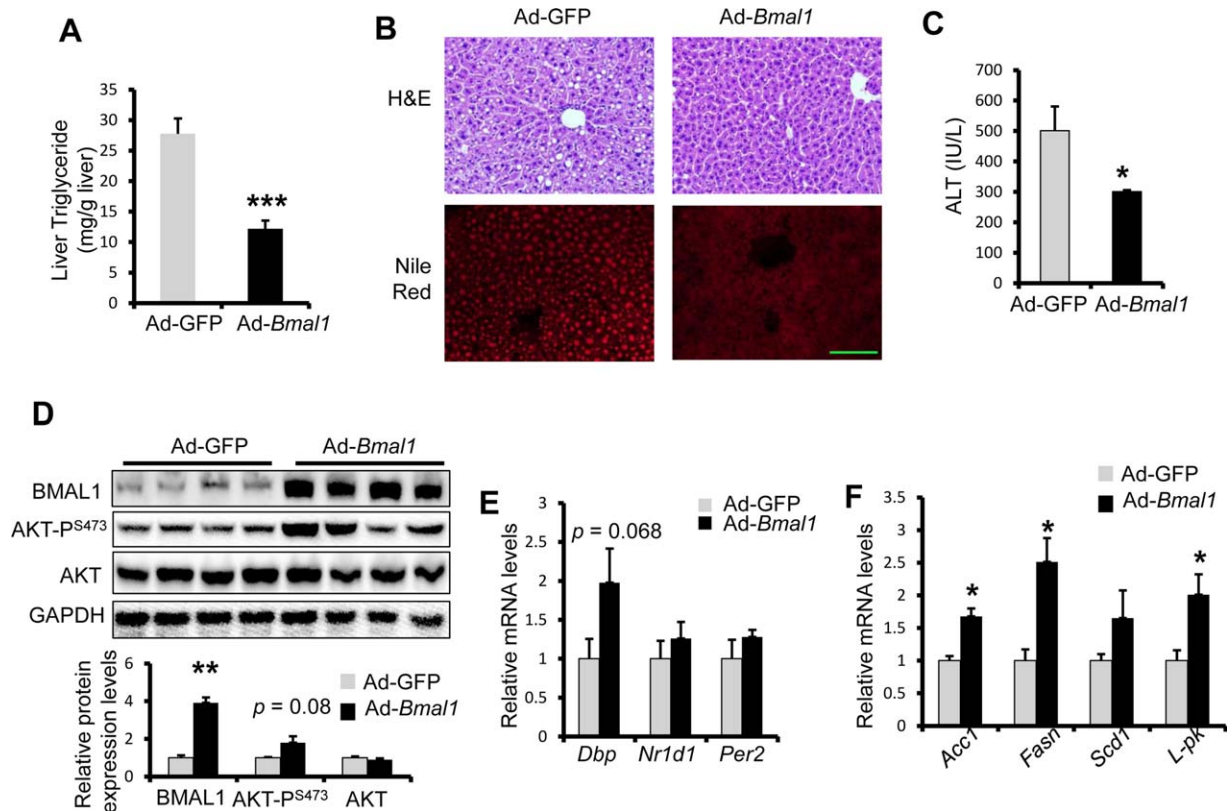 A
Liver Triglyceride
(mg/g liver)
35
30
25
20
15
10
5
0
***
Ad-GFP Ad-Bmal1
B
Ad-GFP Ad-Bmal1
H&E
Nile
Red
C
ALT (IU/L)
700
600
500
400
300
200
100
0
*
Ad-GFP Ad-Bmal1
D
Ad-GFP Ad-Bmal1
BMAL1
AKT-P^S473
AKT
GAPDH
Relative protein
expression levels
6
4
2
0
**
p = 0.08
Ad-GFP
Ad-Bmal1
BMAL1 AKT-P^S473 AKT
E
Relative mRNA levels
3
2.5
2
1.5
1
0.5
0
p = 0.068
Ad-GFP
Ad-Bmal1
Dbp Nr1d1 Per2
F
Relative mRNA levels
3.5
3
2.5
2
1.5
1
0.5
0
Ad-GFP
Ad-Bmal1
* * *
Acc1 Fasn Scd1 L-pk